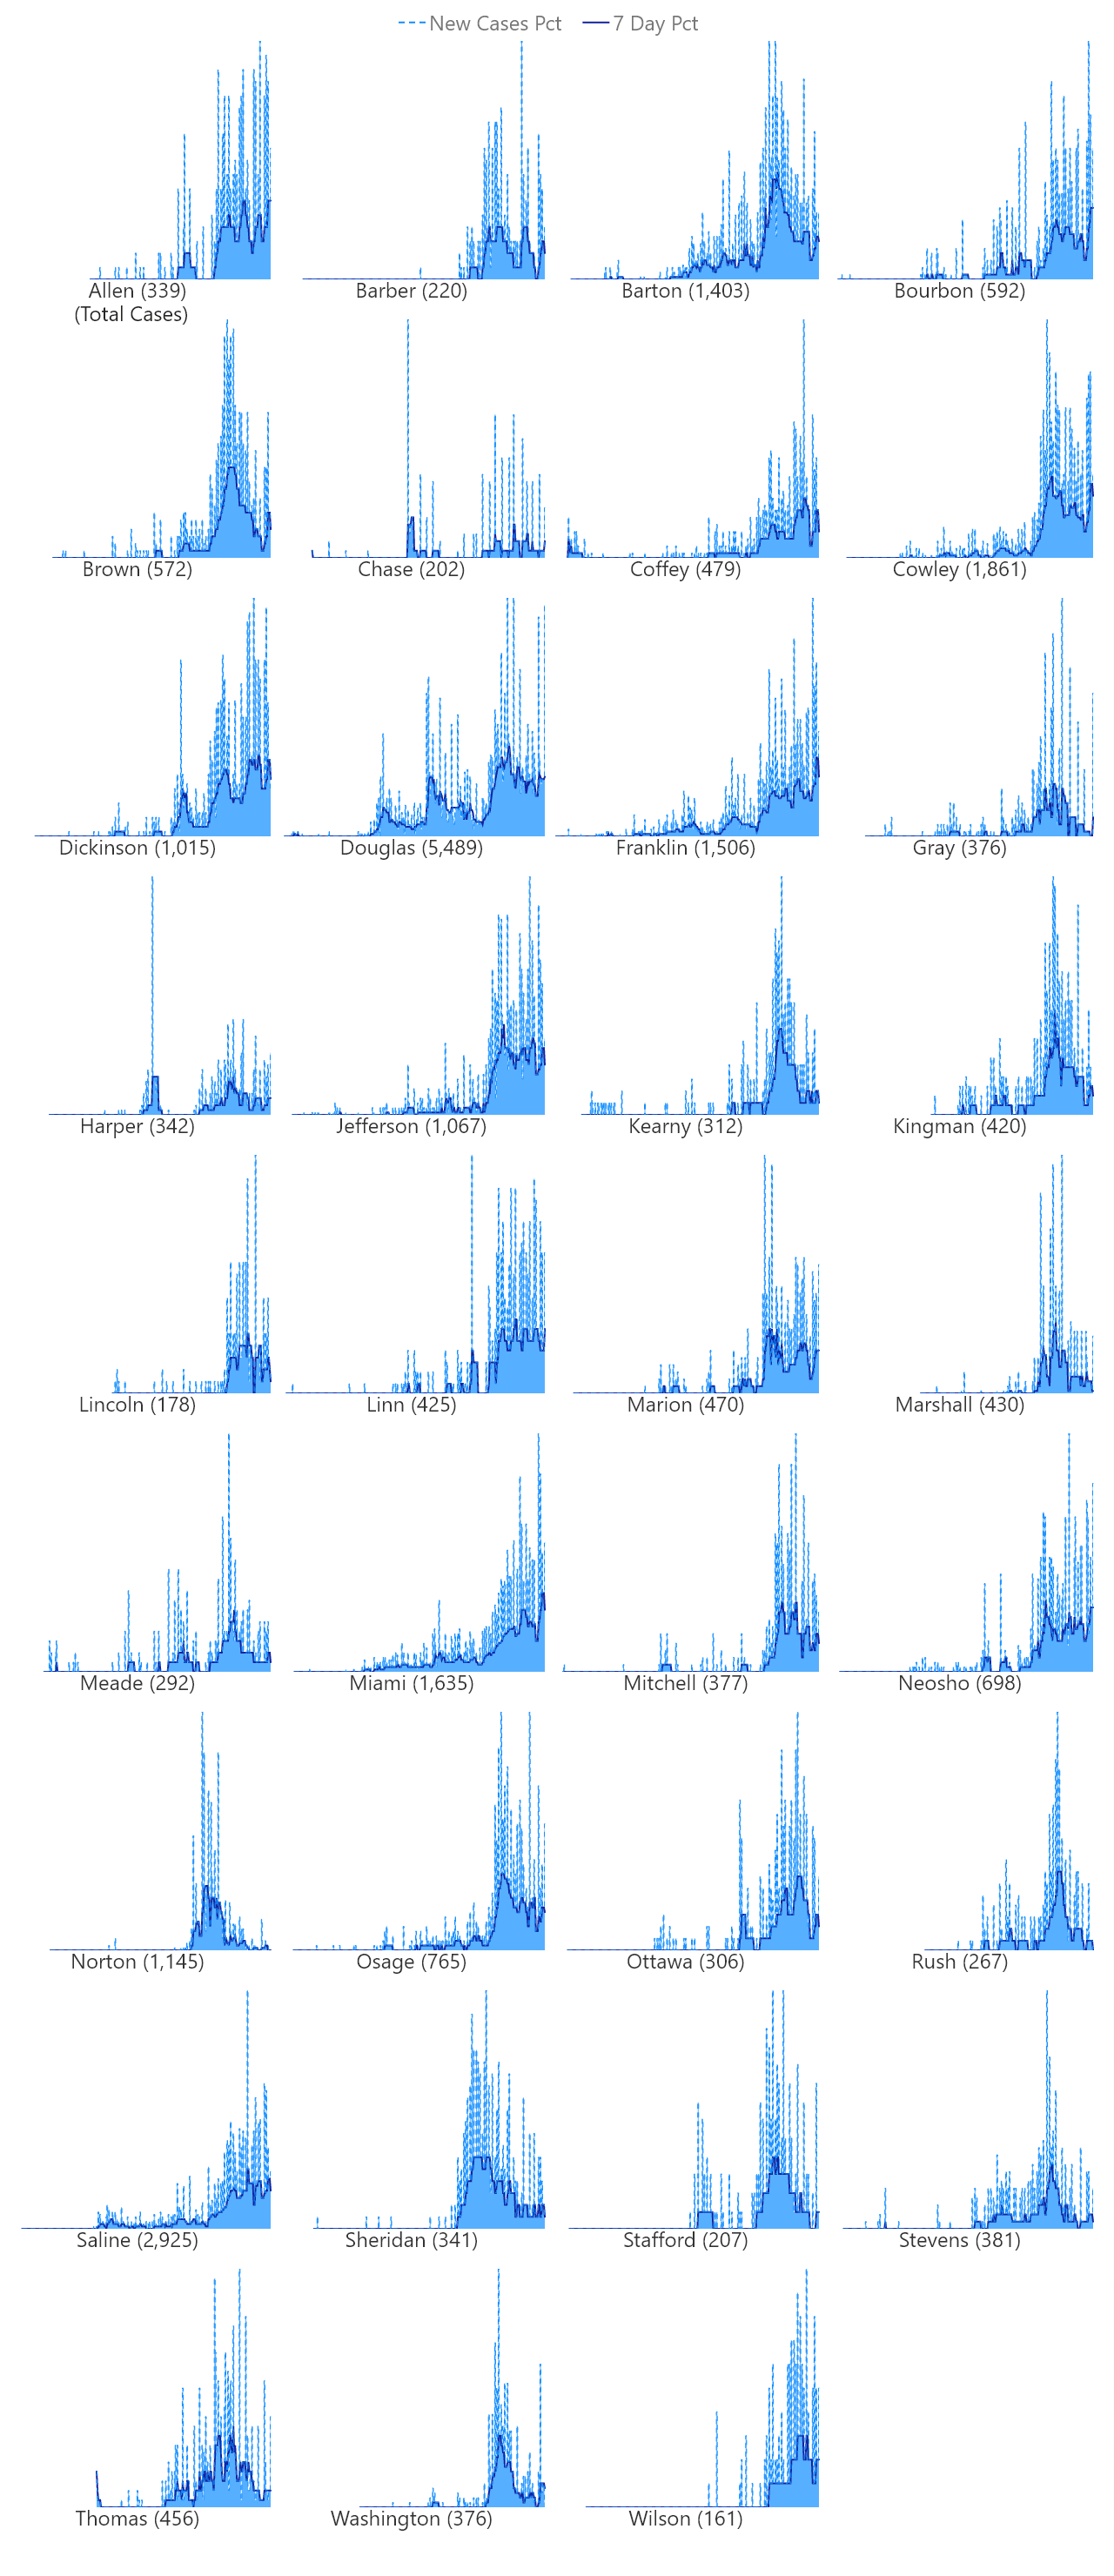 New Cases Pct 7 Day Pct
Allen (339) Barber (220) Barton (1,403) Bourbon (592)
(Total Cases)
Brown (572) Chase (202) Coffey (479) Cowley (1,861)
Dickinson (1,015) Douglas (5,489) Franklin (1,506) Gray (376)
Harper (342) Jefferson (1,067) Kearny (312) Kingman (420)
Lincoln (178) Linn (425) Marion (470) Marshall (430)
Meade (292) Miami (1,635) Mitchell (377) Neosho (698)
Norton (1,145) Osage (765) Ottawa (306) Rush (267)
Saline (2,925) Sheridan (341) Stafford (207) Stevens (381)
Thomas (456) Washington (376) Wilson (161)